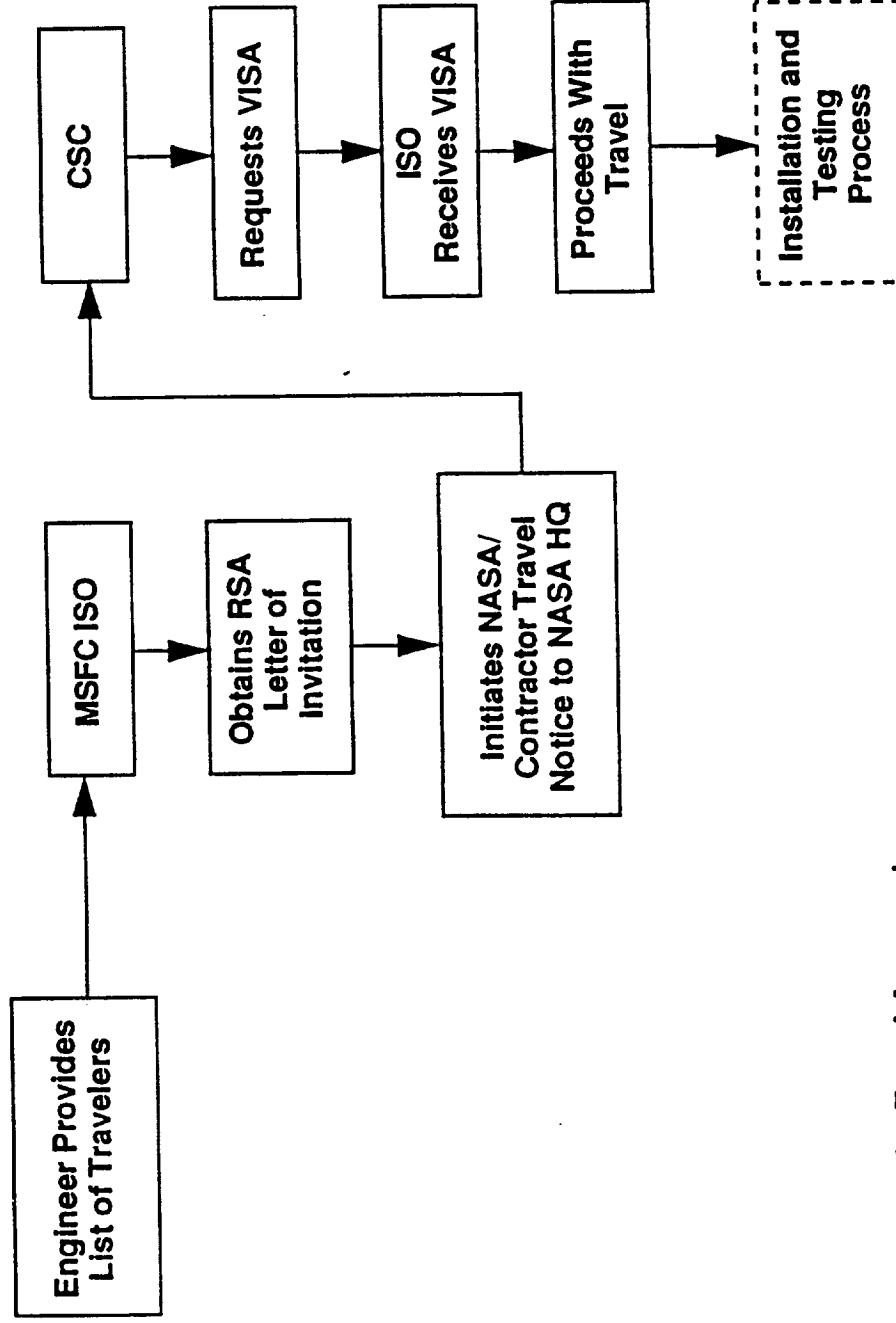 Engineer Provides
List of Travelers
MSFC ISO
Obtains RSA
Letter of
Invitation
Initiates NASA/
Contractor Travel
Notice to NASA HQ
CSC
Requests VISA
ISO
Receives VISA
Proceeds With
Travel
Installation and
Testing
Process